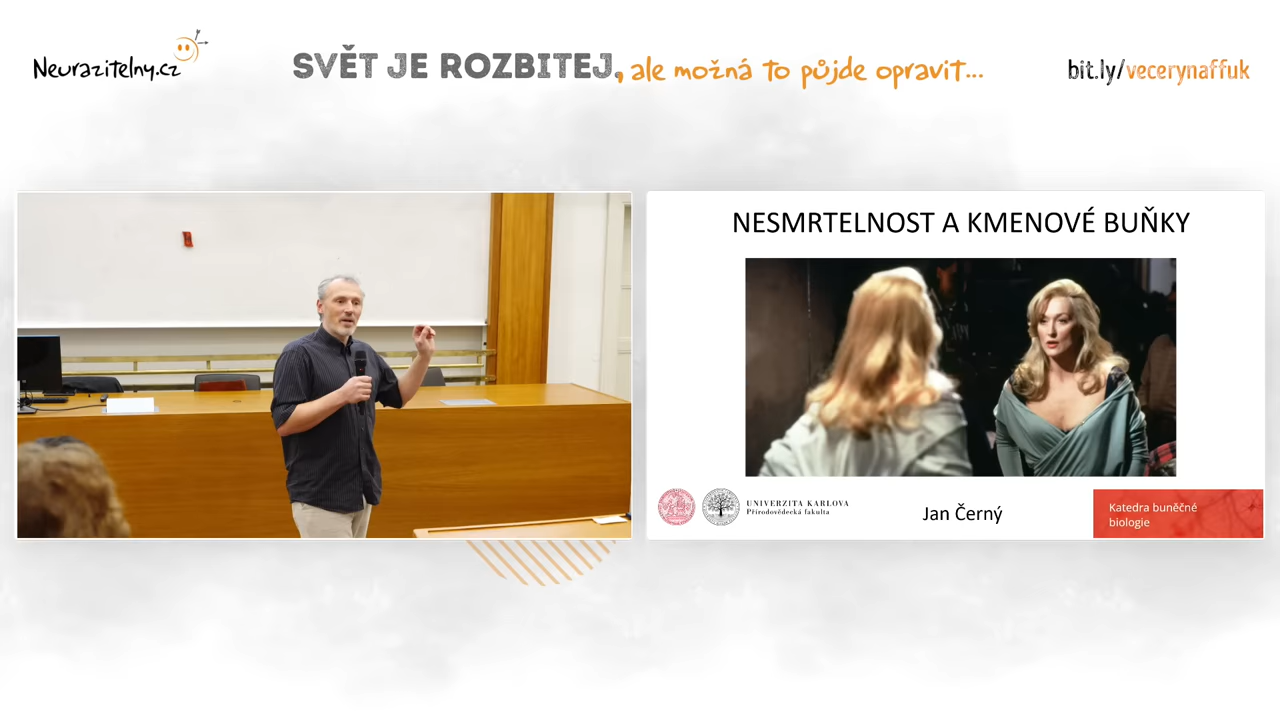 Neurazitelny.cz
SVĚT JE ROZBITEJ, ale možná to půjde opravit...
bit.ly/vecerynaffuk
NESMRTELNOST A KMENOVÉ BUŇKY
UNIVERZITA KARLOVA
Přírodovědecká fakulta
Jan Černý
Katedra buněčné
biologie